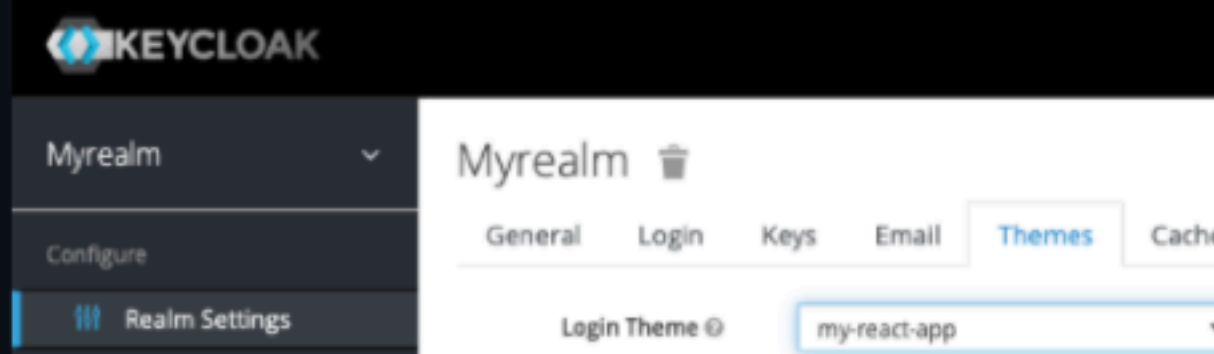 KEYCLOAK
Myrealm
Configure
Realm Settings
Myrealm
General Login Keys Email Themes
Login Theme my-react-app